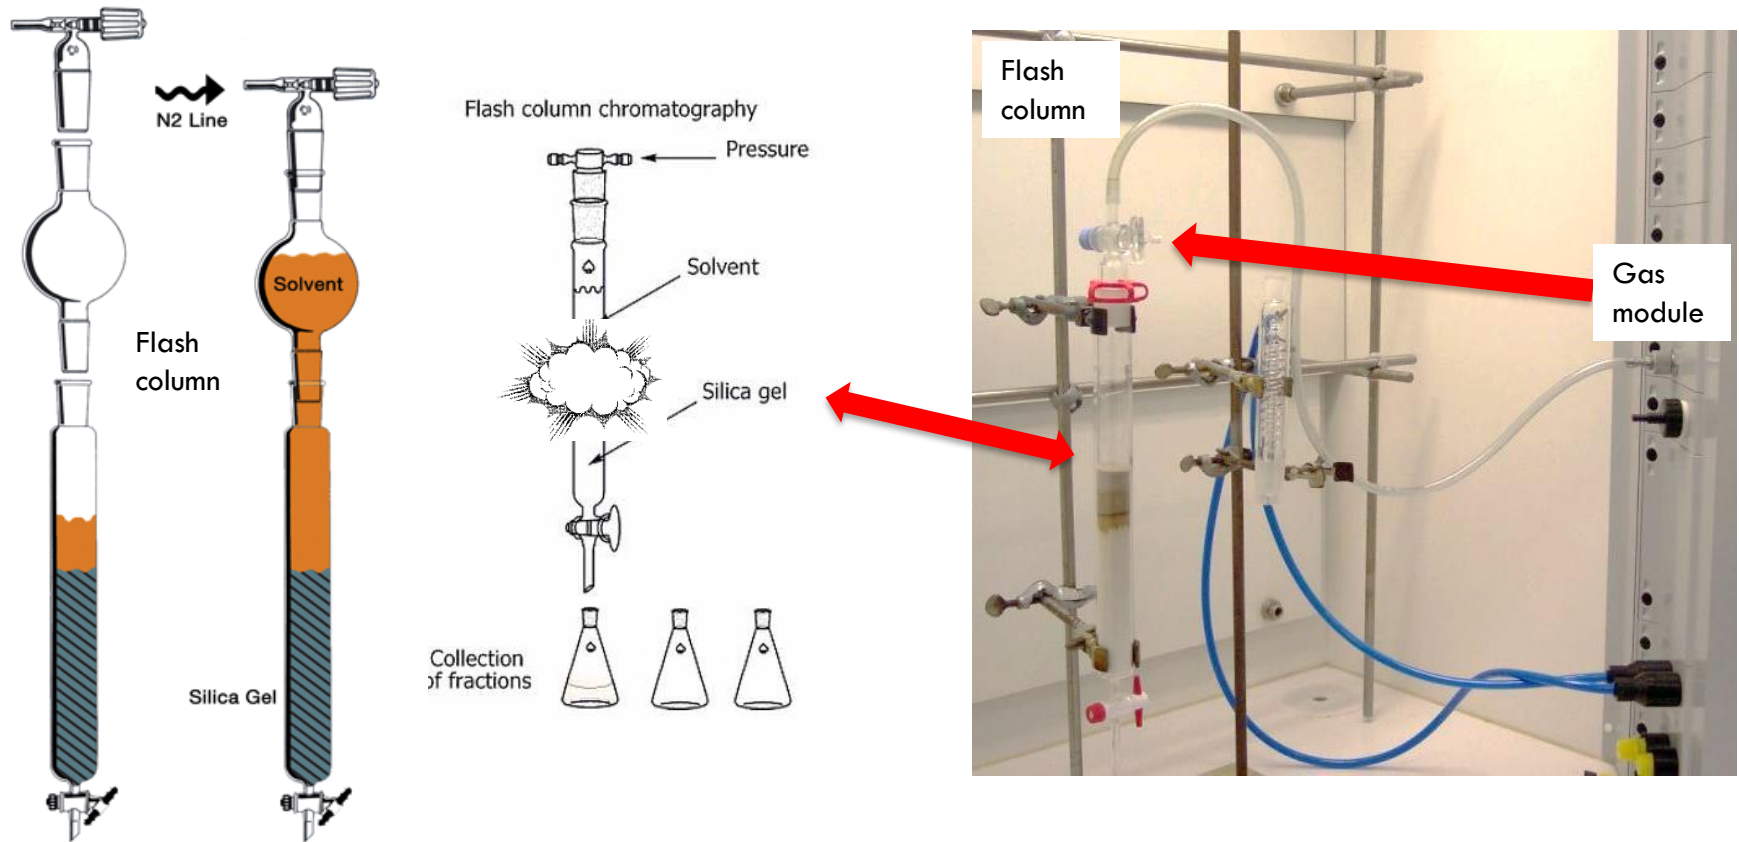 N2 Line
Solvent
Flash
column
Silica Gel
Flash column chromatography
Pressure
Solvent
Silica gel
Collection
of fractions
Flash
column
Gas
module